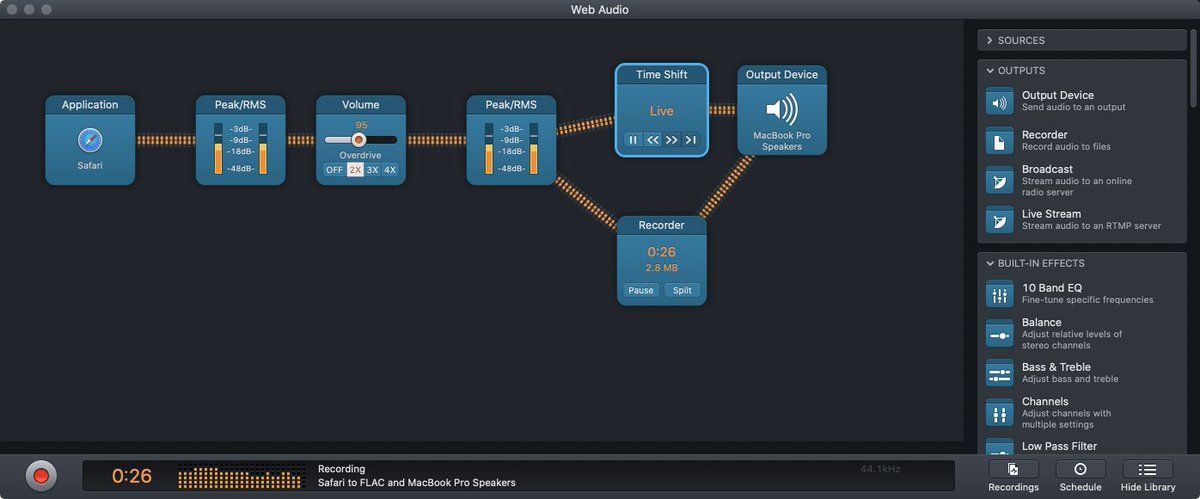 Web Audio
Application
Safari
Peak/RMS
-3dB-
-9dB-
-18dB-
-48dB-
Volume
95
Overdrive
OFF 2X 3X 4X
Peak/RMS
-3dB-
-9dB-
-18dB-
-48dB-
Time Shift
Live
Output Device
MacBook Pro
Speakers
Recorder
0:26
2.8 MB
Pause Split
SOURCES
OUTPUTS
Output Device
Send audio to an output
Recorder
Record audio to files
Broadcast
Stream audio to an online
radio server
Live Stream
Stream audio to an RTMP server
BUILT-IN EFFECTS
10 Band EQ
Fine-tune specific frequencies
Balance
Adjust relative levels of
stereo channels
Bass & Treble
Adjust bass and treble
Channels
Adjust channels with
multiple settings
Low Pass Filter
0:26
Recording
Safari to FLAC and MacBook Pro Speakers
44.1kHz
Recordings
Schedule
Hide Library